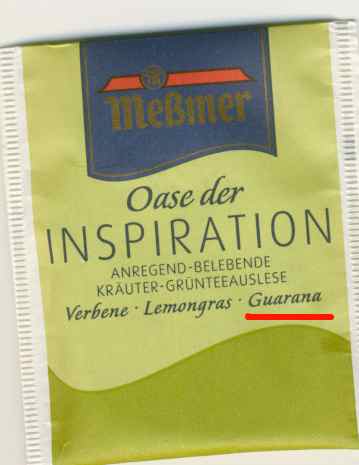 Meßmer
Oase der
INSPIRATION
ANREGEND-BELEBENDE
KRÄUTER-GRÜNTEEAUSLESE
Verbene · Lemongras · Guarana